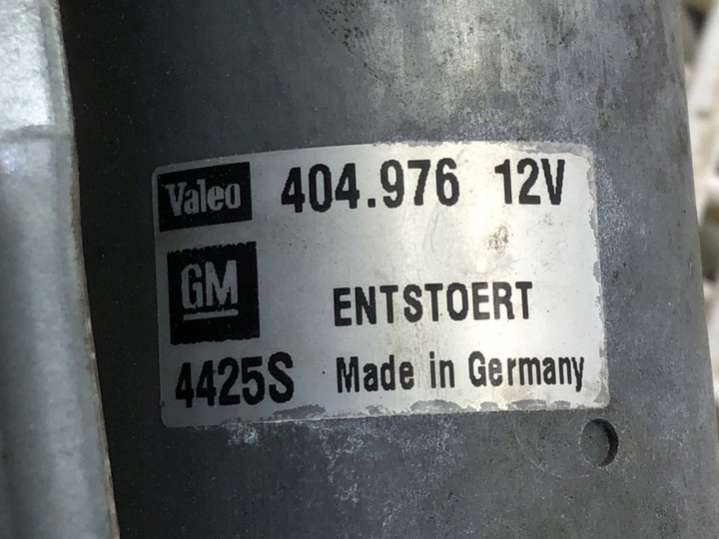 Valeo 404.976 12V
GM ENTSTOERT
4425S Made in Germany